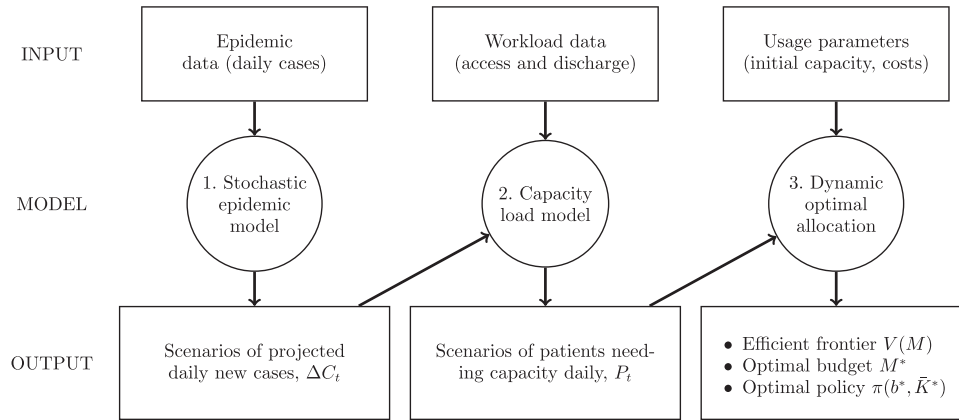 INPUT
Epidemic
data (daily cases)
Workload data
(access and discharge)
Usage parameters
(initial capacity, costs)
MODEL
1. Stochastic
epidemic
model
2. Capacity
load model
3. Dynamic
optimal
allocation
OUTPUT
Scenarios of projected
daily new cases, ΔCₜ
Scenarios of patients need-
ing capacity daily, Pₜ
• Efficient frontier V(M)
• Optimal budget M*
• Optimal policy π(b*, K̄*)